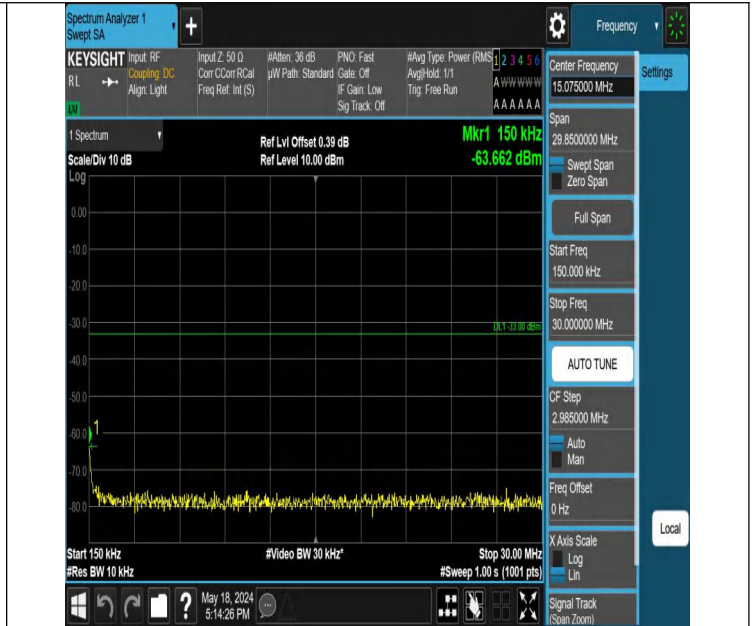 Spectrum Analyzer 1
Swept SA
+
Frequency
KEYSIGHT
RL
LXI
Input: RF
Coupling: DC
Align: Light
Input Z: 50 Ω
Corr CCorr RCal
Freq Ref: Int (S)
#Atten: 36 dB
µW Path: Standard
PNO: Fast
Gate: Off
IF Gain: Low
Sig Track: Off
#Avg Type: Power (RMS
Avg|Hold: 1/1
Trig: Free Run
1 2 3 4 5 6
A W W W W W
A A A A A A
1 Spectrum
Scale/Div 10 dB
Log
Ref Lvl Offset 0.39 dB
Ref Level 10.00 dBm
Mkr1 150 kHz
-63.662 dBm
0.00
-10.0
-20.0
-30.0
-40.0
-50.0
-60.0
-70.0
-80.0
DL1 -33.00 dBm
1
Start 150 kHz
#Res BW 10 kHz
#Video BW 30 kHz*
Stop 30.00 MHz
#Sweep 1.00 s (1001 pts)
?
May 18, 2024
5:14:26 PM
Center Frequency
15.075000 MHz
Span
29.8500000 MHz
Swept Span
Zero Span
Full Span
Start Freq
150.000 kHz
Stop Freq
30.000000 MHz
AUTO TUNE
CF Step
2.985000 MHz
Auto
Man
Freq Offset
0 Hz
X Axis Scale
Log
Lin
Signal Track
(Span Zoom)
Settings
Local